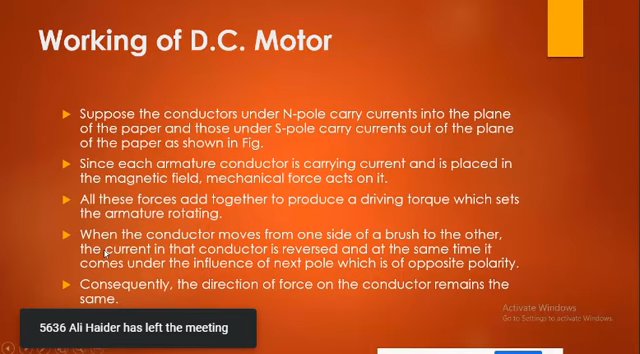 Working of D.C. Motor
Suppose the conductors under N-pole carry currents into the plane
of the paper and those under S-pole carry currents out of the plane
of the paper as shown in Fig.
Since each armature conductor is carrying current and is placed in
the magnetic field, mechanical force acts on it.
All these forces add together to produce a driving torque which sets
the armature rotating.
When the conductor moves from one side of a brush to the other,
the current in that conductor is reversed and at the same time it
comes under the influence of next pole which is of opposite polarity.
Consequently, the direction of force on the conductor remains the
same.
Activate Windows
Go to Settings to activate Windows.
5636 Ali Haider has left the meeting